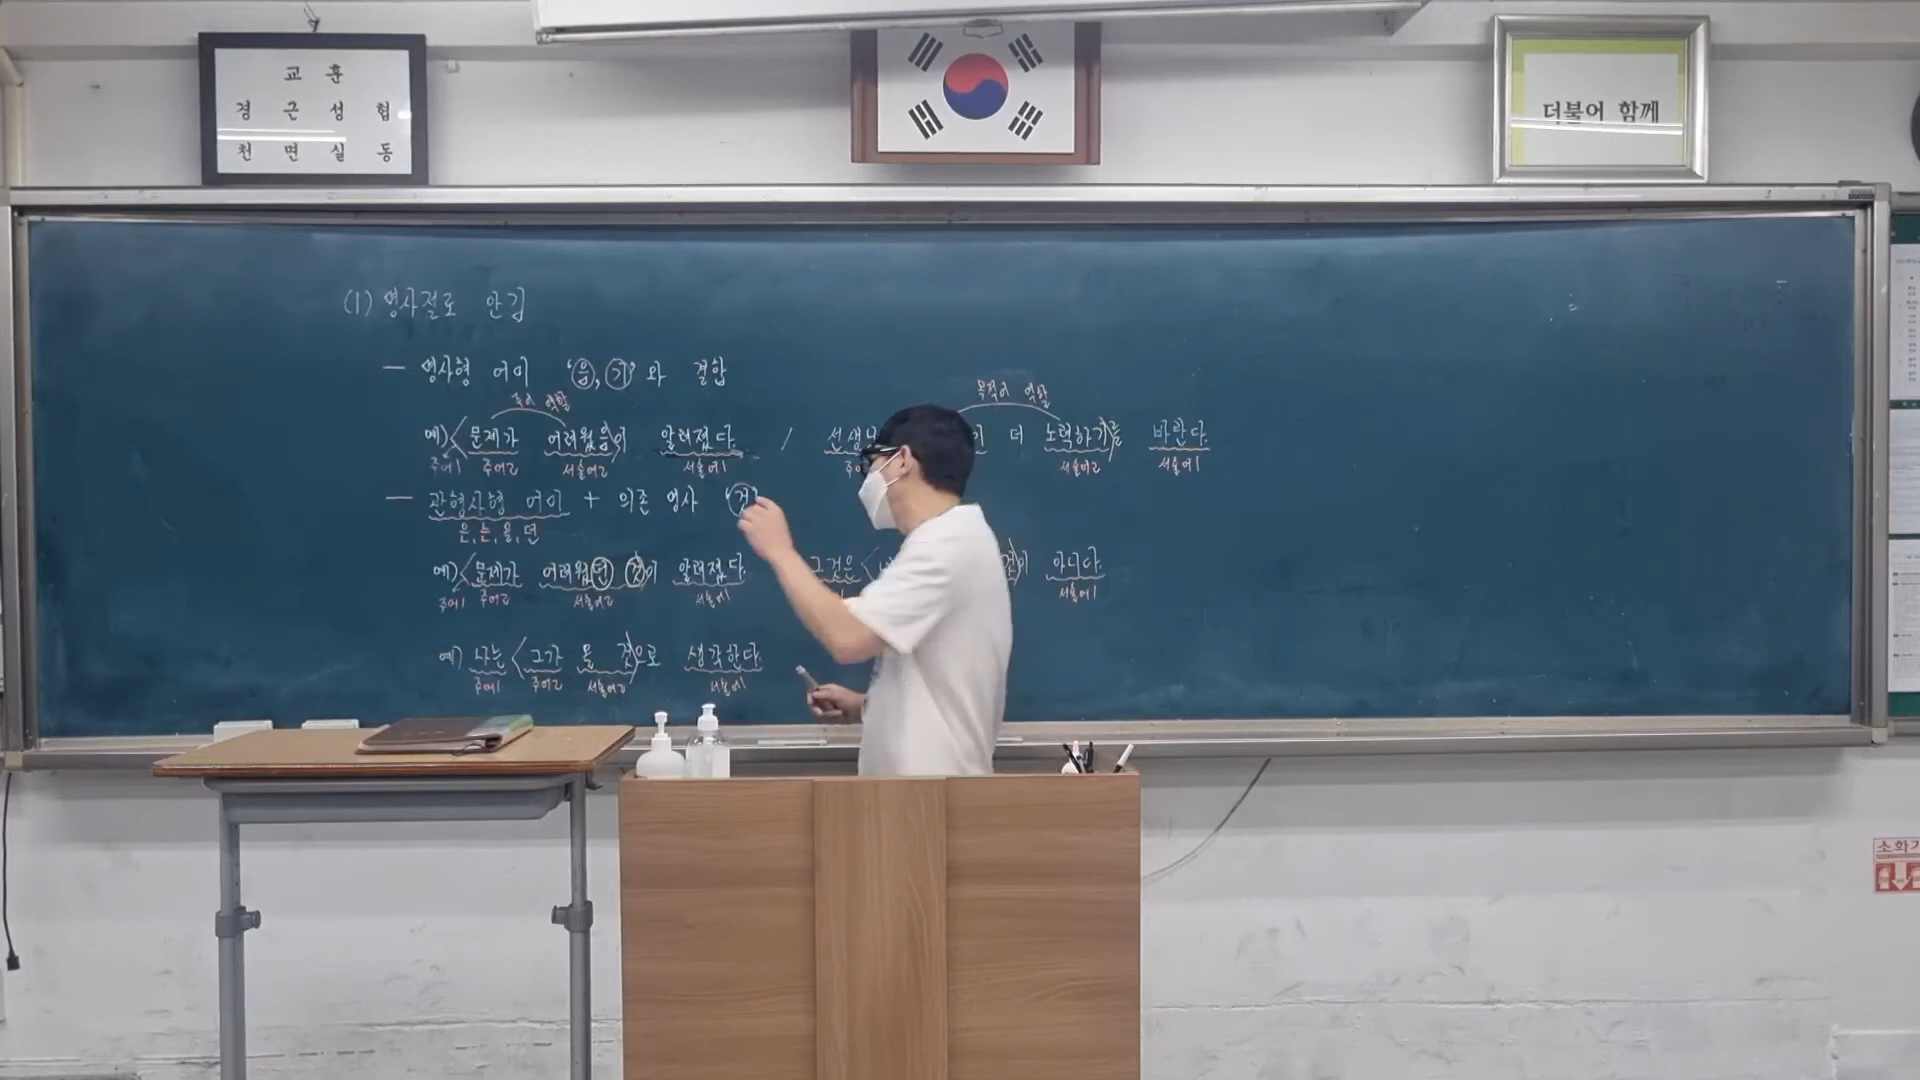 교 훈
경 근 성 협
천 면 실 동
더불어 함께
(1) 명사절로 안김
— 명사형 어미 '음, 기'와 결합
주어 역할
목적어 역할
예) <문제가 어려웠음>이 알려졌다. / 더 노력하기>를 바란다.
주어1 주어2 서술어2 서술어1 서술어2 서술어1
— 관형사형 어미 + 의존 명사 '것'
은, 는, 을, 던
예) <문제가 어려웠던 것>이 알려졌다. 그것은 < 것>이 아니다.
주어1 주어2 서술어2 서술어1 서술어1
예) 나는 <그가 올 것>으로 생각한다.
주어1 주어2 서술어2 서술어1